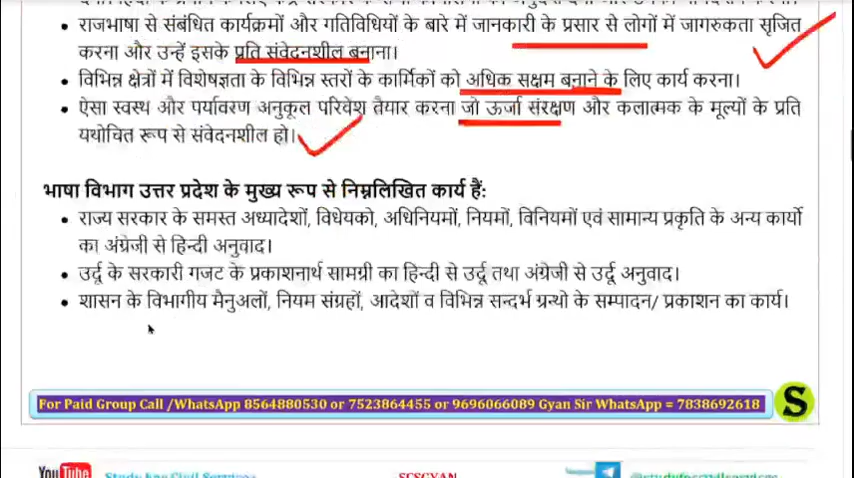 राजभाषा से संबंधित कार्यक्रमों और गतिविधियों के बारे में जानकारी के प्रसार से लोगों में जागरुकता सृजित
करना और उन्हें इसके प्रति संवेदनशील बनाना।
विभिन्न क्षेत्रों में विशेषज्ञता के विभिन्न स्तरों के कार्मिकों को अधिक सक्षम बनाने के लिए कार्य करना।
ऐसा स्वस्थ और पर्यावरण अनुकूल परिवेश तैयार करना जो ऊर्जा संरक्षण और कलात्मक के मूल्यों के प्रति
यथोचित रूप से संवेदनशील हो।
भाषा विभाग उत्तर प्रदेश के मुख्य रूप से निम्नलिखित कार्य हैं:
राज्य सरकार के समस्त अध्यादेशों, विधेयको, अधिनियमों, नियमों, विनियमों एवं सामान्य प्रकृति के अन्य कार्यो
का अंग्रेजी से हिन्दी अनुवाद।
उर्दू के सरकारी गजट के प्रकाशनार्थ सामग्री का हिन्दी से उर्दू तथा अंग्रेजी से उर्दू अनुवाद।
शासन के विभागीय मैनुअलों, नियम संग्रहों, आदेशों व विभिन्न सन्दर्भ ग्रन्थो के सम्पादन/ प्रकाशन का कार्य।
For Paid Group Call /WhatsApp 8564880530 or 7523864455 or 9696066089 Gyan Sir WhatsApp = 7838692618
S
YouTube